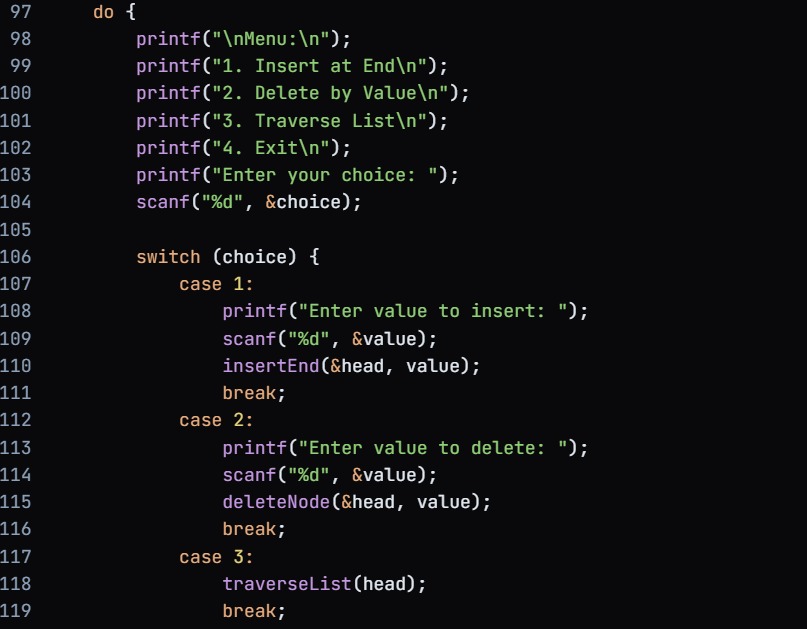 97     do {
98         printf("\nMenu:\n");
99         printf("1. Insert at End\n");
100         printf("2. Delete by Value\n");
101         printf("3. Traverse List\n");
102         printf("4. Exit\n");
103         printf("Enter your choice: ");
104         scanf("%d", &choice);
105
106         switch (choice) {
107             case 1:
108                 printf("Enter value to insert: ");
109                 scanf("%d", &value);
110                 insertEnd(&head, value);
111                 break;
112             case 2:
113                 printf("Enter value to delete: ");
114                 scanf("%d", &value);
115                 deleteNode(&head, value);
116                 break;
117             case 3:
118                 traverseList(head);
119                 break;